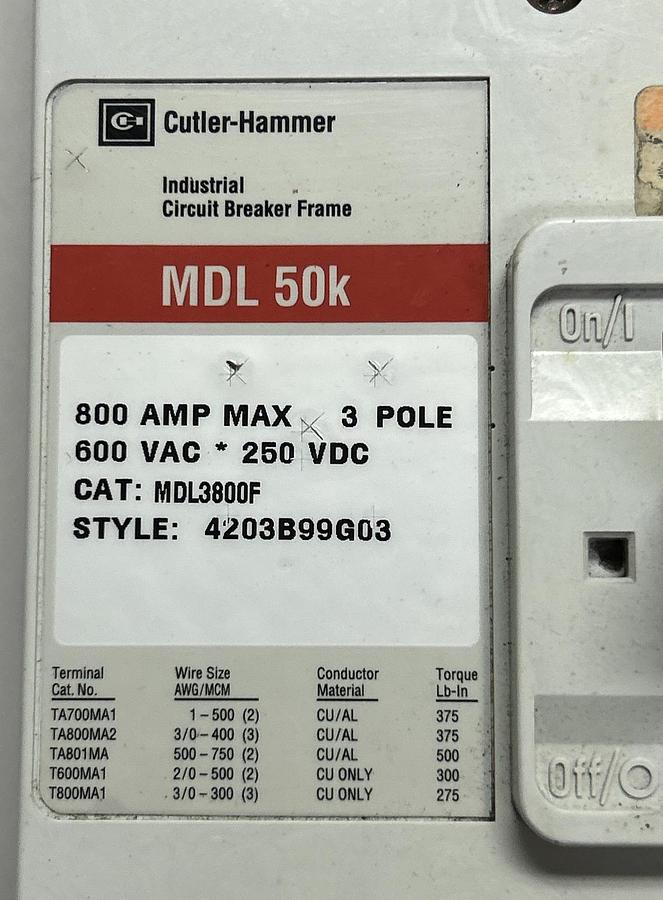 Cutler-Hammer
Industrial
Circuit Breaker Frame
MDL 50k
800 AMP MAX 3 POLE
600 VAC * 250 VDC
CAT: MDL3800F
STYLE: 4203B99G03
Terminal Wire Size Conductor Torque
Cat. No. AWG/MCM Material Lb-In
TA700MA1 1-500 (2) CU/AL 375
TA800MA2 3/0-400 (3) CU/AL 375
TA801MA 500-750 (2) CU/AL 500
T600MA1 2/0-500 (2) CU ONLY 300
T800MA1 3/0-300 (3) CU ONLY 275
On/I
Off/O